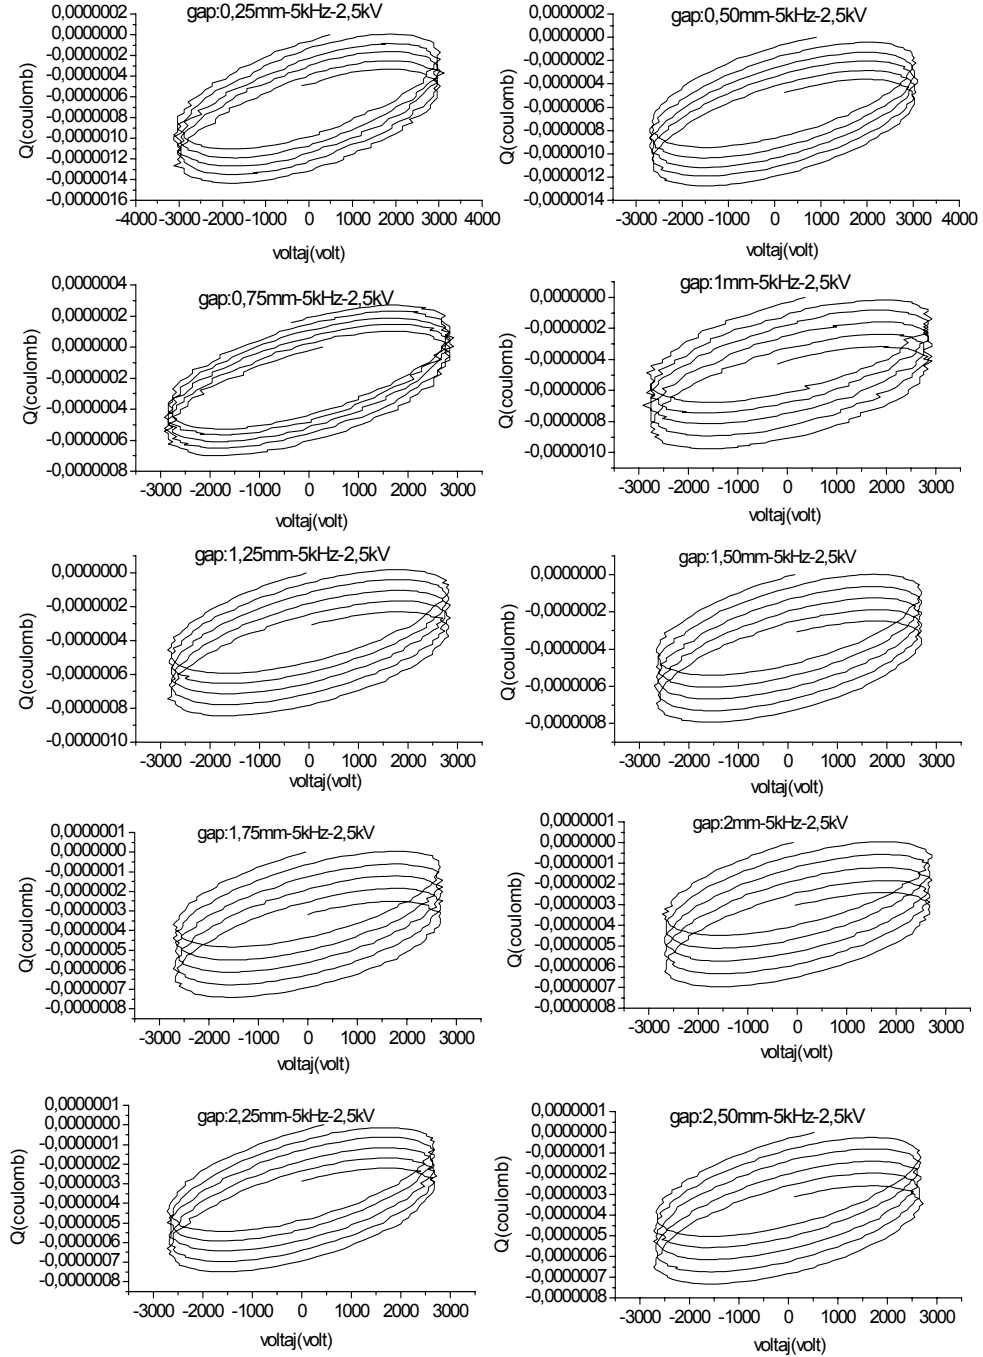 gap:0,25mm-5kHz-2,5kV
0,0000002
0,0000000
-0,0000002
-0,0000004
-0,0000006
-0,0000008
-0,0000010
-0,0000012
-0,0000014
-0,0000016
Q(coulomb)
-4000 -3000 -2000 -1000 0 1000 2000 3000 4000
voltaj(volt)
gap:0,50mm-5kHz-2,5kV
0,0000002
0,0000000
-0,0000002
-0,0000004
-0,0000006
-0,0000008
-0,0000010
-0,0000012
-0,0000014
Q(coulomb)
-3000 -2000 -1000 0 1000 2000 3000 4000
voltaj(volt)
gap:0,75mm-5kHz-2,5kV
0,0000004
0,0000002
0,0000000
-0,0000002
-0,0000004
-0,0000006
-0,0000008
Q(coulomb)
-3000 -2000 -1000 0 1000 2000 3000
voltaj(volt)
gap:1mm-5kHz-2,5kV
0,0000000
-0,0000002
-0,0000004
-0,0000006
-0,0000008
-0,0000010
Q(coulomb)
-3000 -2000 -1000 0 1000 2000 3000
voltaj(volt)
gap:1,25mm-5kHz-2,5kV
0,0000000
-0,0000002
-0,0000004
-0,0000006
-0,0000008
-0,0000010
Q(coulomb)
-3000 -2000 -1000 0 1000 2000 3000
voltaj(volt)
gap:1,50mm-5kHz-2,5kV
0,0000000
-0,0000002
-0,0000004
-0,0000006
-0,0000008
Q(coulomb)
-3000 -2000 -1000 0 1000 2000 3000
voltaj(volt)
gap:1,75mm-5kHz-2,5kV
0,0000001
0,0000000
-0,0000001
-0,0000002
-0,0000003
-0,0000004
-0,0000005
-0,0000006
-0,0000007
-0,0000008
Q(coulomb)
-3000 -2000 -1000 0 1000 2000 3000
voltaj(volt)
gap:2mm-5kHz-2,5kV
0,0000001
0,0000000
-0,0000001
-0,0000002
-0,0000003
-0,0000004
-0,0000005
-0,0000006
-0,0000007
-0,0000008
Q(coulomb)
-3000 -2000 -1000 0 1000 2000 3000
voltaj(volt)
gap:2,25mm-5kHz-2,5kV
0,0000001
0,0000000
-0,0000001
-0,0000002
-0,0000003
-0,0000004
-0,0000005
-0,0000006
-0,0000007
-0,0000008
Q(coulomb)
-3000 -2000 -1000 0 1000 2000 3000
voltaj(volt)
gap:2,50mm-5kHz-2,5kV
0,0000001
0,0000000
-0,0000001
-0,0000002
-0,0000003
-0,0000004
-0,0000005
-0,0000006
-0,0000007
-0,0000008
Q(coulomb)
-3000 -2000 -1000 0 1000 2000 3000
voltaj(volt)